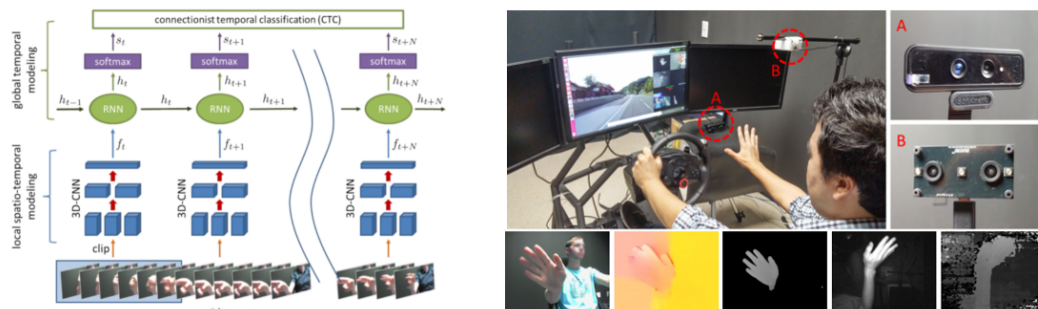 connectionist temporal classification (CTC)
global temporal modeling
s_t
s_{t+1}
s_{t+N}
softmax
softmax
softmax
h_t
h_{t+1}
h_{t+N}
h_{t-1}
RNN
h_t
RNN
h_{t+1}
RNN
h_{t+N}
f_t
f_{t+1}
f_{t+N}
local spatio-temporal modeling
3D-CNN
3D-CNN
3D-CNN
clip
A
B
A
B